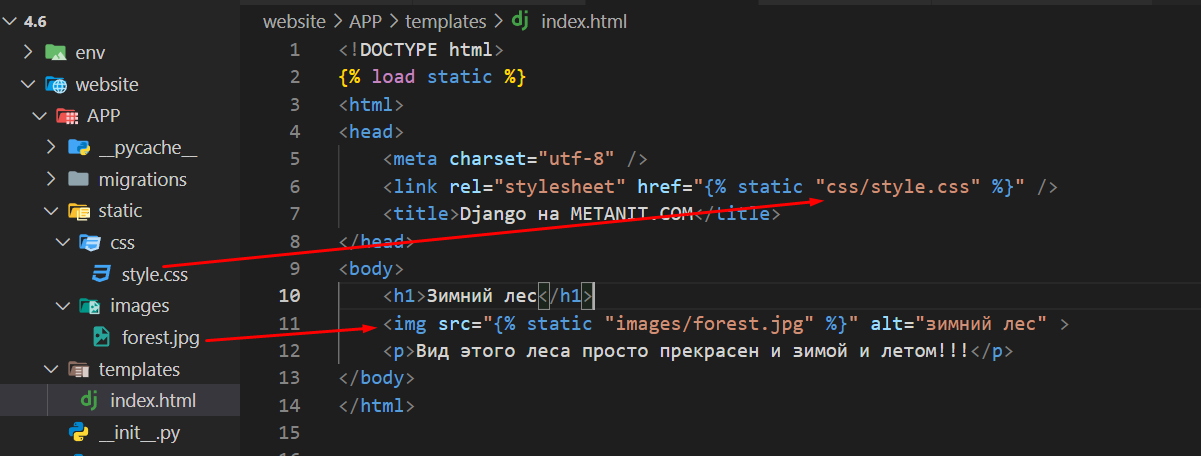 4.6
env
website
APP
__pycache__
migrations
static
css
style.css
images
forest.jpg
templates
index.html
__init__.py
website > APP > templates > dj index.html
1 <!DOCTYPE html>
2 {% load static %}
3 <html>
4 <head>
5 <meta charset="utf-8" />
6 <link rel="stylesheet" href="{% static "css/style.css" %}" />
7 <title>Django на METANIT.COM</title>
8 </head>
9 <body>
10 <h1>Зимний лес</h1>
11 <img src="{% static "images/forest.jpg" %}" alt="зимний лес" >
12 <p>Вид этого леса просто прекрасен и зимой и летом!!!</p>
13 </body>
14 </html>
15